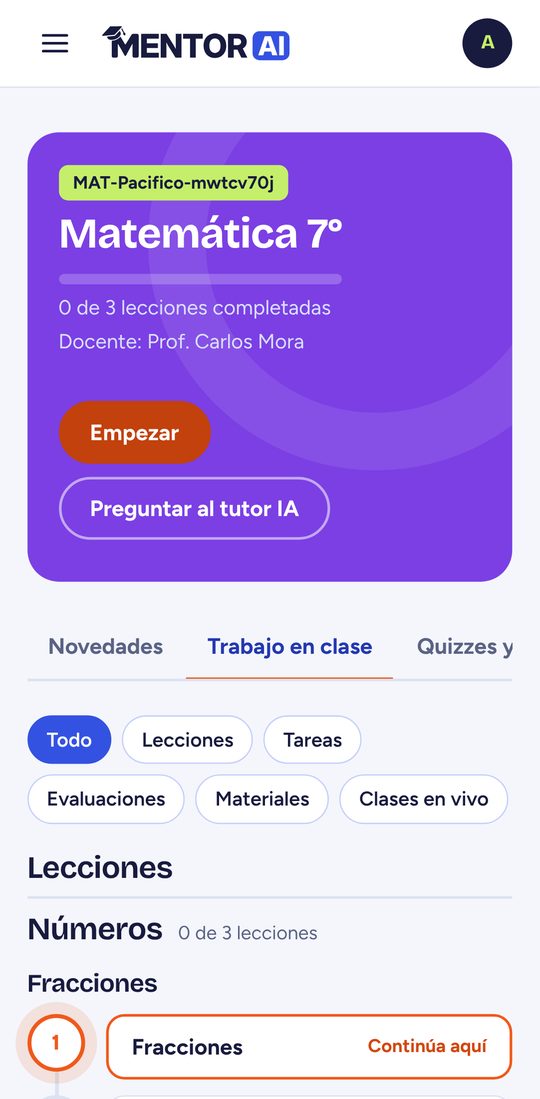 MENTOR AI
A
MAT-Pacifico-mwtcv70j
Matemática 7°
0 de 3 lecciones completadas
Docente: Prof. Carlos Mora
Empezar
Preguntar al tutor IA
Novedades Trabajo en clase Quizzes y
Todo Lecciones Tareas
Evaluaciones Materiales Clases en vivo
Lecciones
Números 0 de 3 lecciones
Fracciones
1 Fracciones Continúa aquí